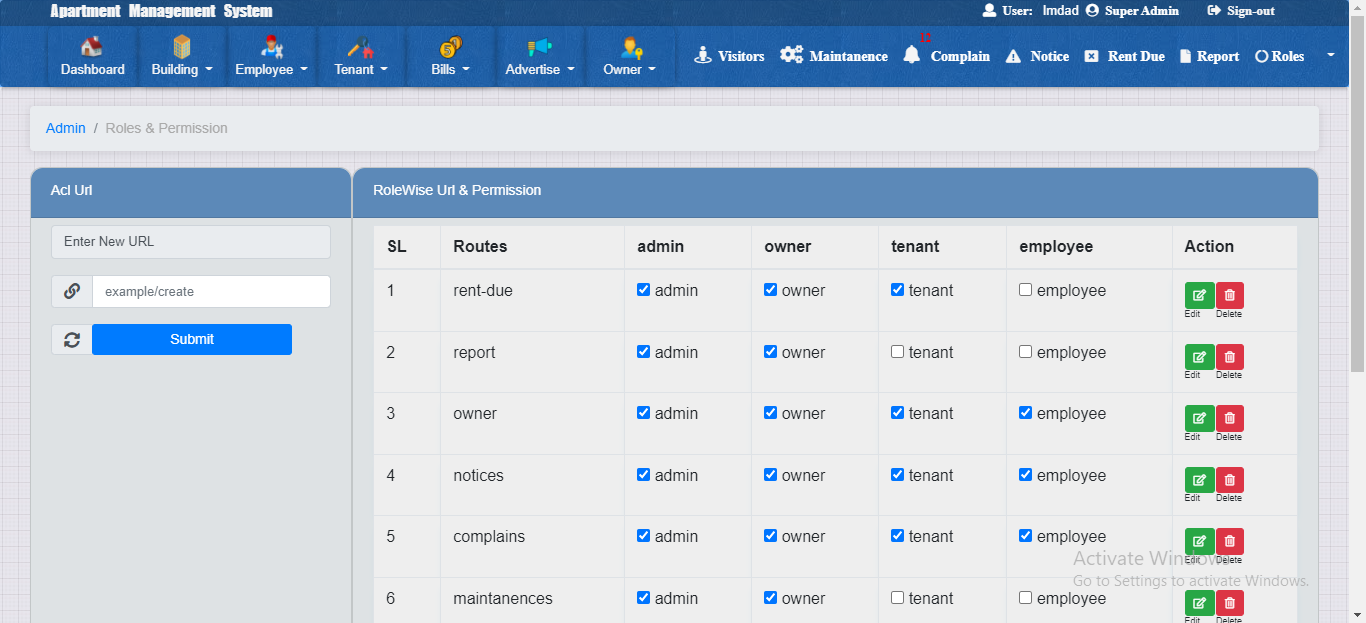 Apartment Management System
User: Imdad Super Admin Sign-out
Dashboard Building Employee Tenant Bills Advertise Owner Visitors Maintanence Complain Notice Rent Due Report Roles
Admin / Roles & Permission
Acl Url
Enter New URL
example/create
Submit
RoleWise Url & Permission
SL Routes admin owner tenant employee Action
1 rent-due admin owner tenant employee
Edit Delete
2 report admin owner tenant employee
Edit Delete
3 owner admin owner tenant employee
Edit Delete
4 notices admin owner tenant employee
Edit Delete
5 complains admin owner tenant employee
Edit Delete
6 maintanences admin owner tenant employee
Edit Delete
Activate Windows
Go to Settings to activate Windows.